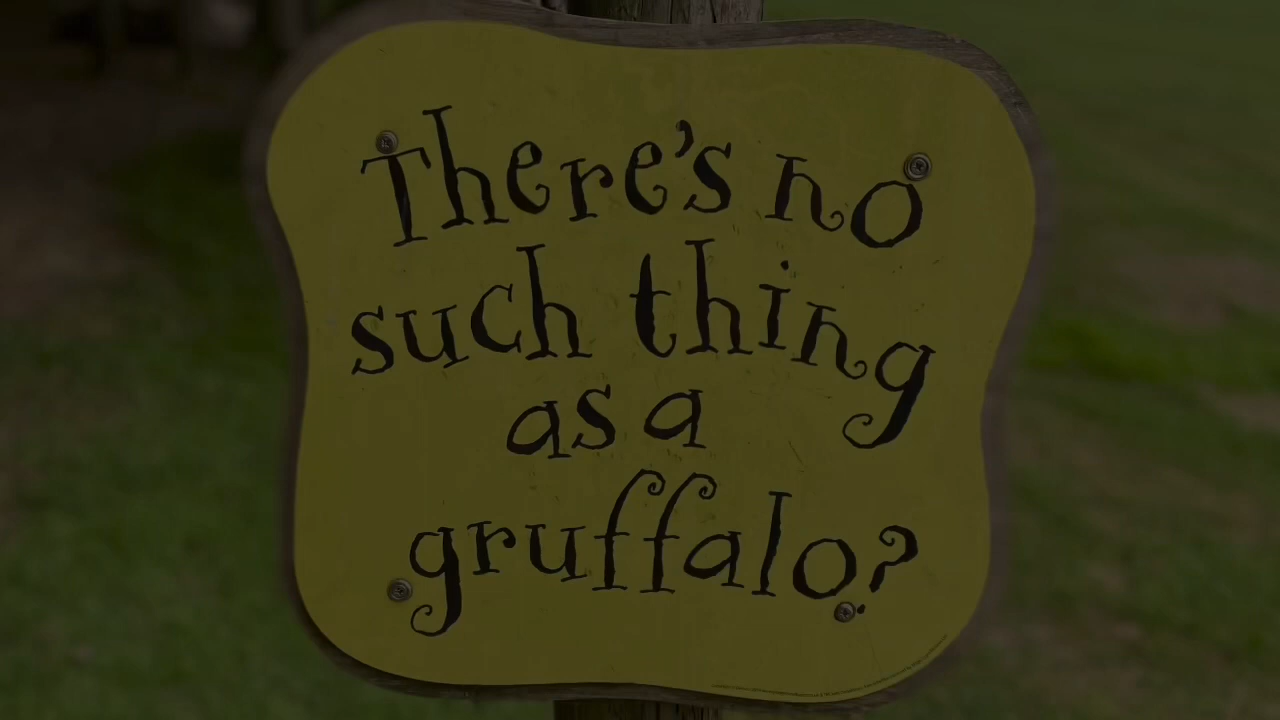 There's no
such thing
as a
gruffalo?